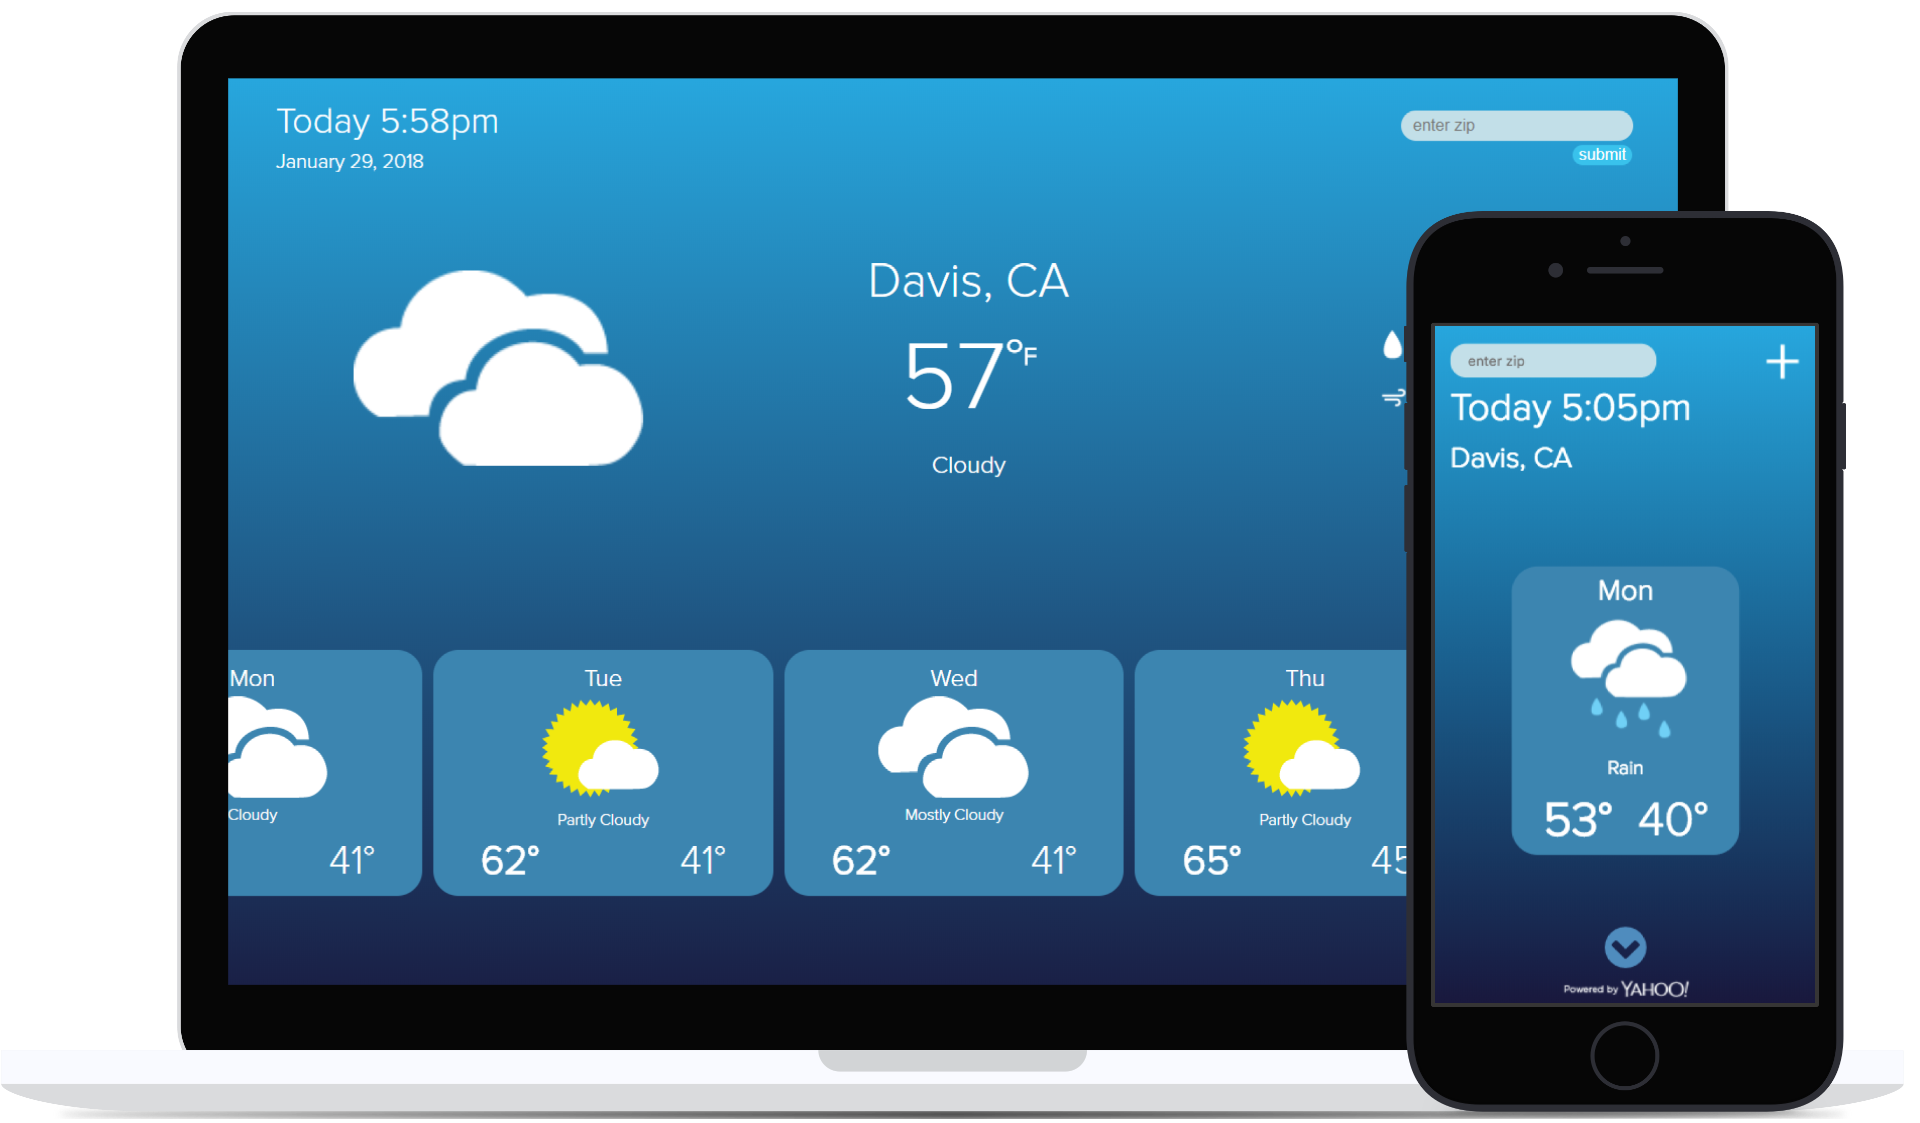 Today 5:58pm
January 29, 2018
enter zip
submit
Davis, CA
57°F
Cloudy
Mon
Cloudy
41°
Tue
Partly Cloudy
62° 41°
Wed
Mostly Cloudy
62° 41°
Thu
Partly Cloudy
65° 45
enter zip
Today 5:05pm
Davis, CA
Mon
Rain
53° 40°
Powered by YAHOO!